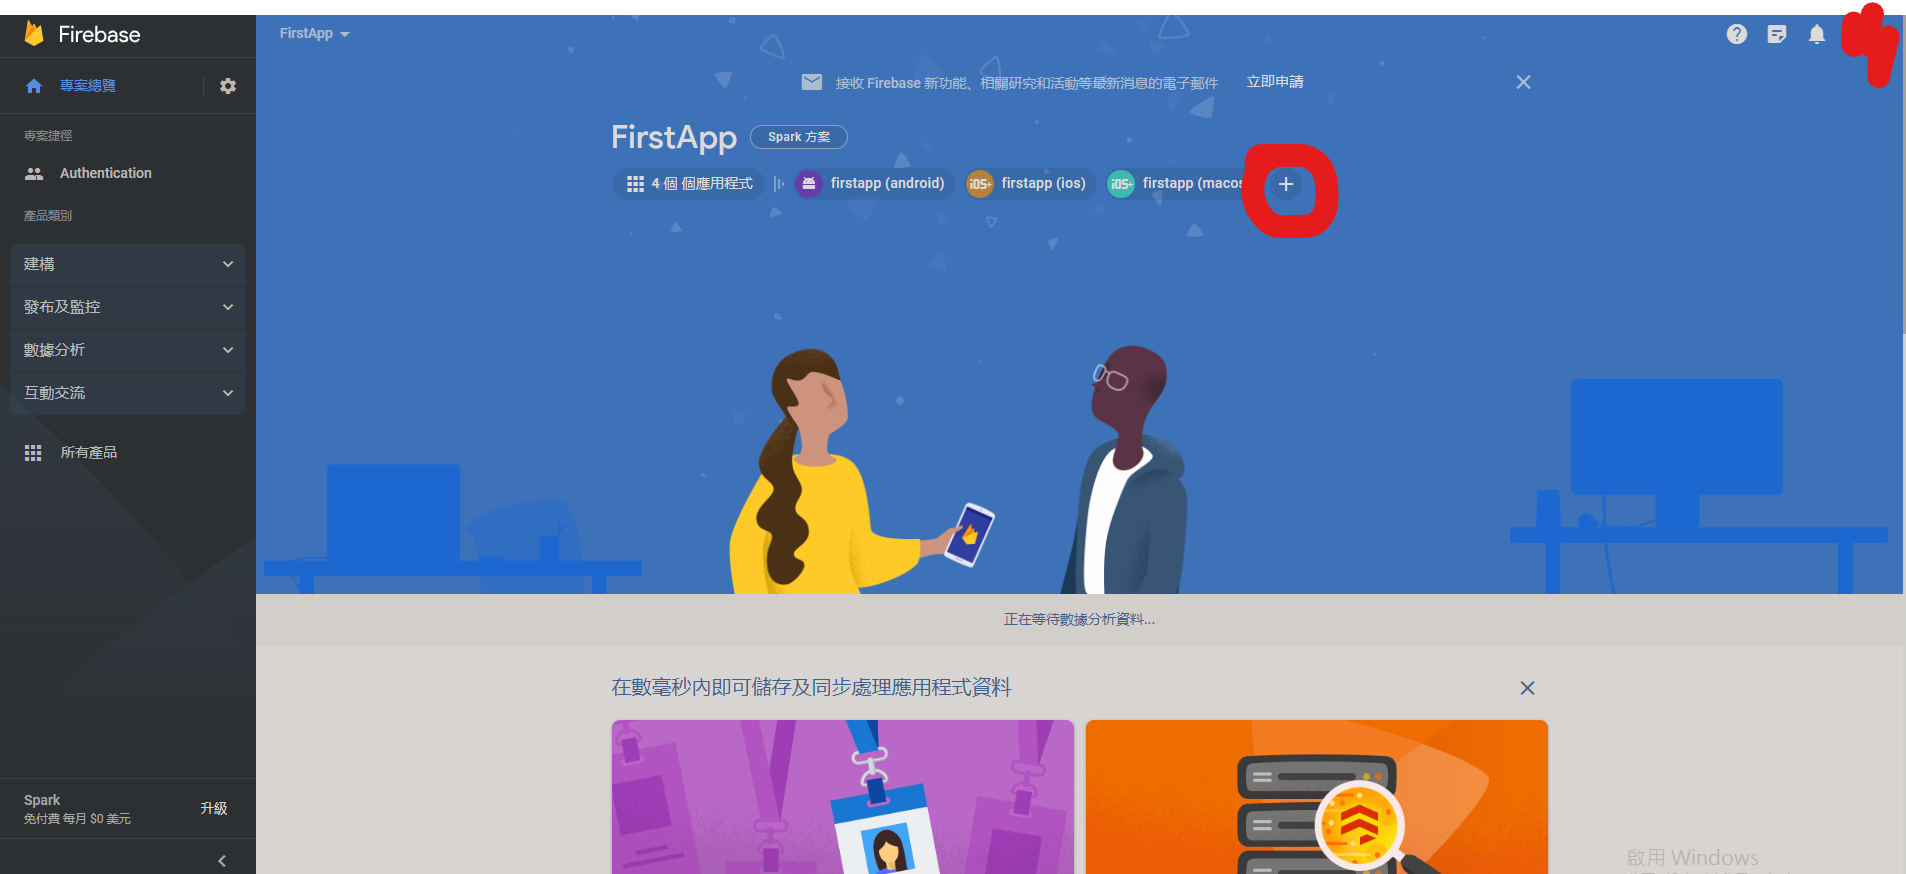 Firebase
FirstApp
專案總覽
接收 Firebase 新功能、相關研究和活動等最新消息的電子郵件 立即申請
專案捷徑
FirstApp Spark 方案
Authentication
4 個 個應用程式 firstapp (android) iOS+ firstapp (ios) iOS+ firstapp (macos
產品類別
建構
發布及監控
數據分析
互動交流
所有產品
正在等待數據分析資料...
在數毫秒內即可儲存及同步處理應用程式資料
Spark
免付費 每月 $0 美元
升級
啟用 Windows